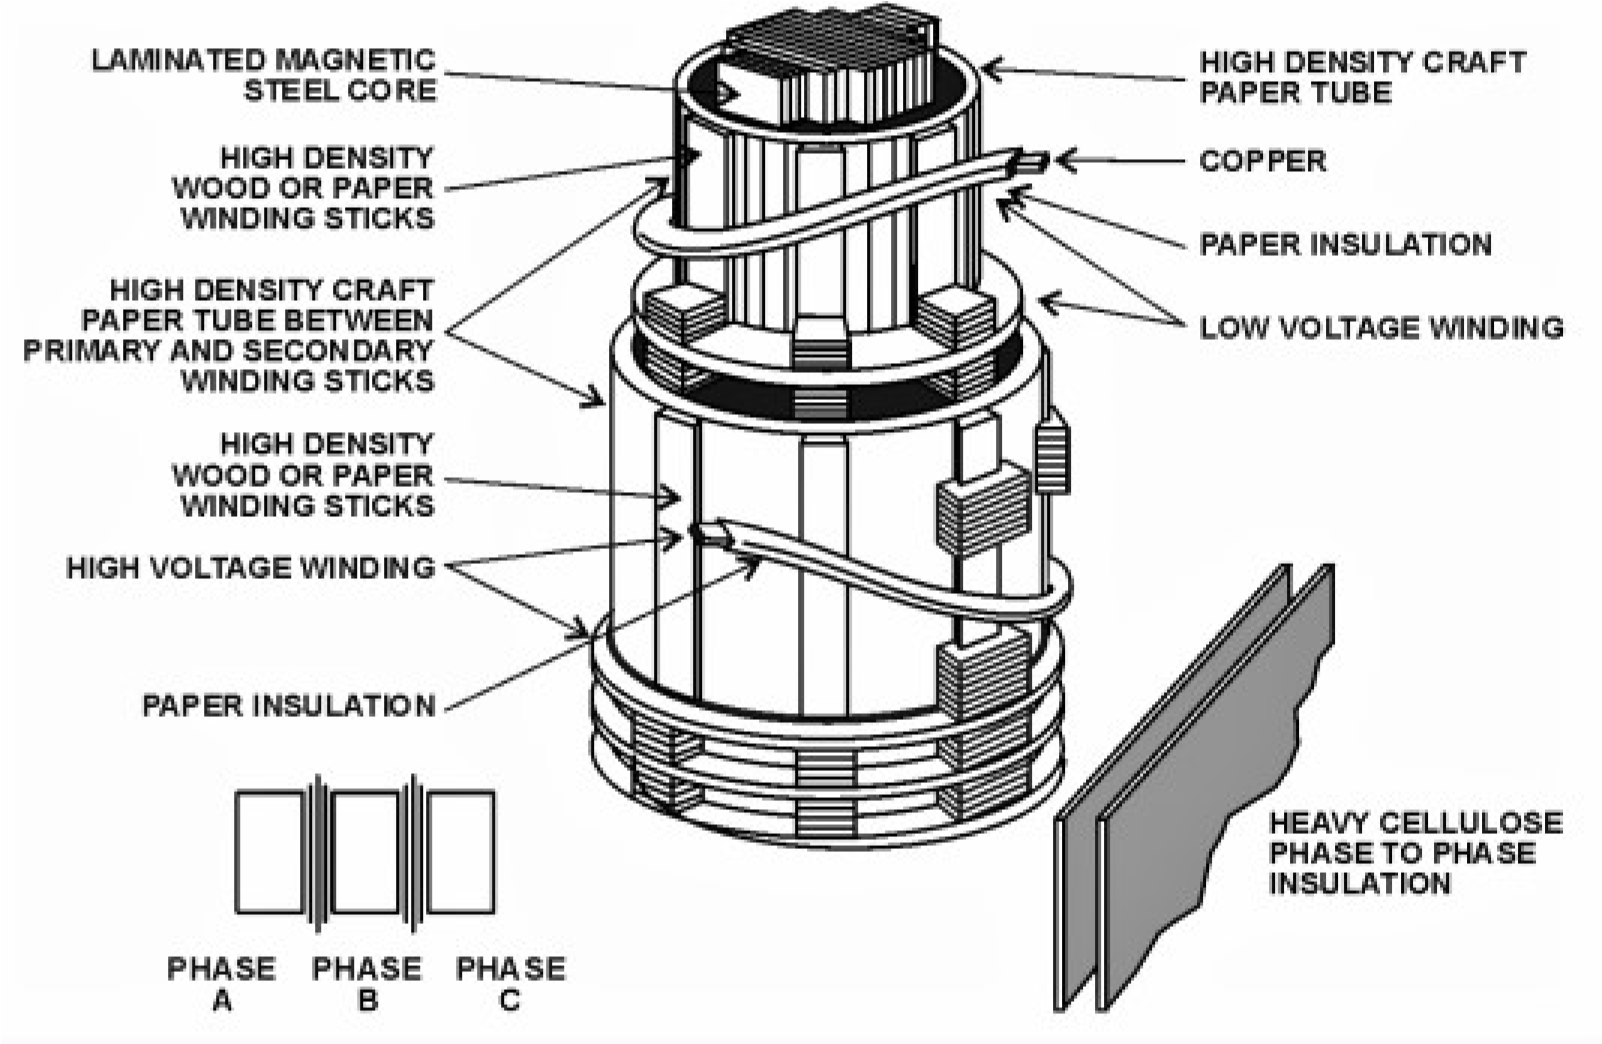 LAMINATED MAGNETIC
STEEL CORE
HIGH DENSITY
WOOD OR PAPER
WINDING STICKS
HIGH DENSITY CRAFT
PAPER TUBE BETWEEN
PRIMARY AND SECONDARY
WINDING STICKS
HIGH DENSITY
WOOD OR PAPER
WINDING STICKS
HIGH VOLTAGE WINDING
PAPER INSULATION
HIGH DENSITY CRAFT
PAPER TUBE
COPPER
PAPER INSULATION
LOW VOLTAGE WINDING
HEAVY CELLULOSE
PHASE TO PHASE
INSULATION
PHASE
A
PHASE
B
PHASE
C